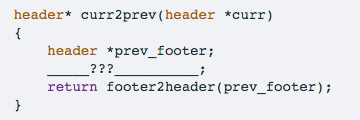 header* curr2prev(header *curr)
{
    header *prev_footer;
    _____???__________;
    return footer2header(prev_footer);
}